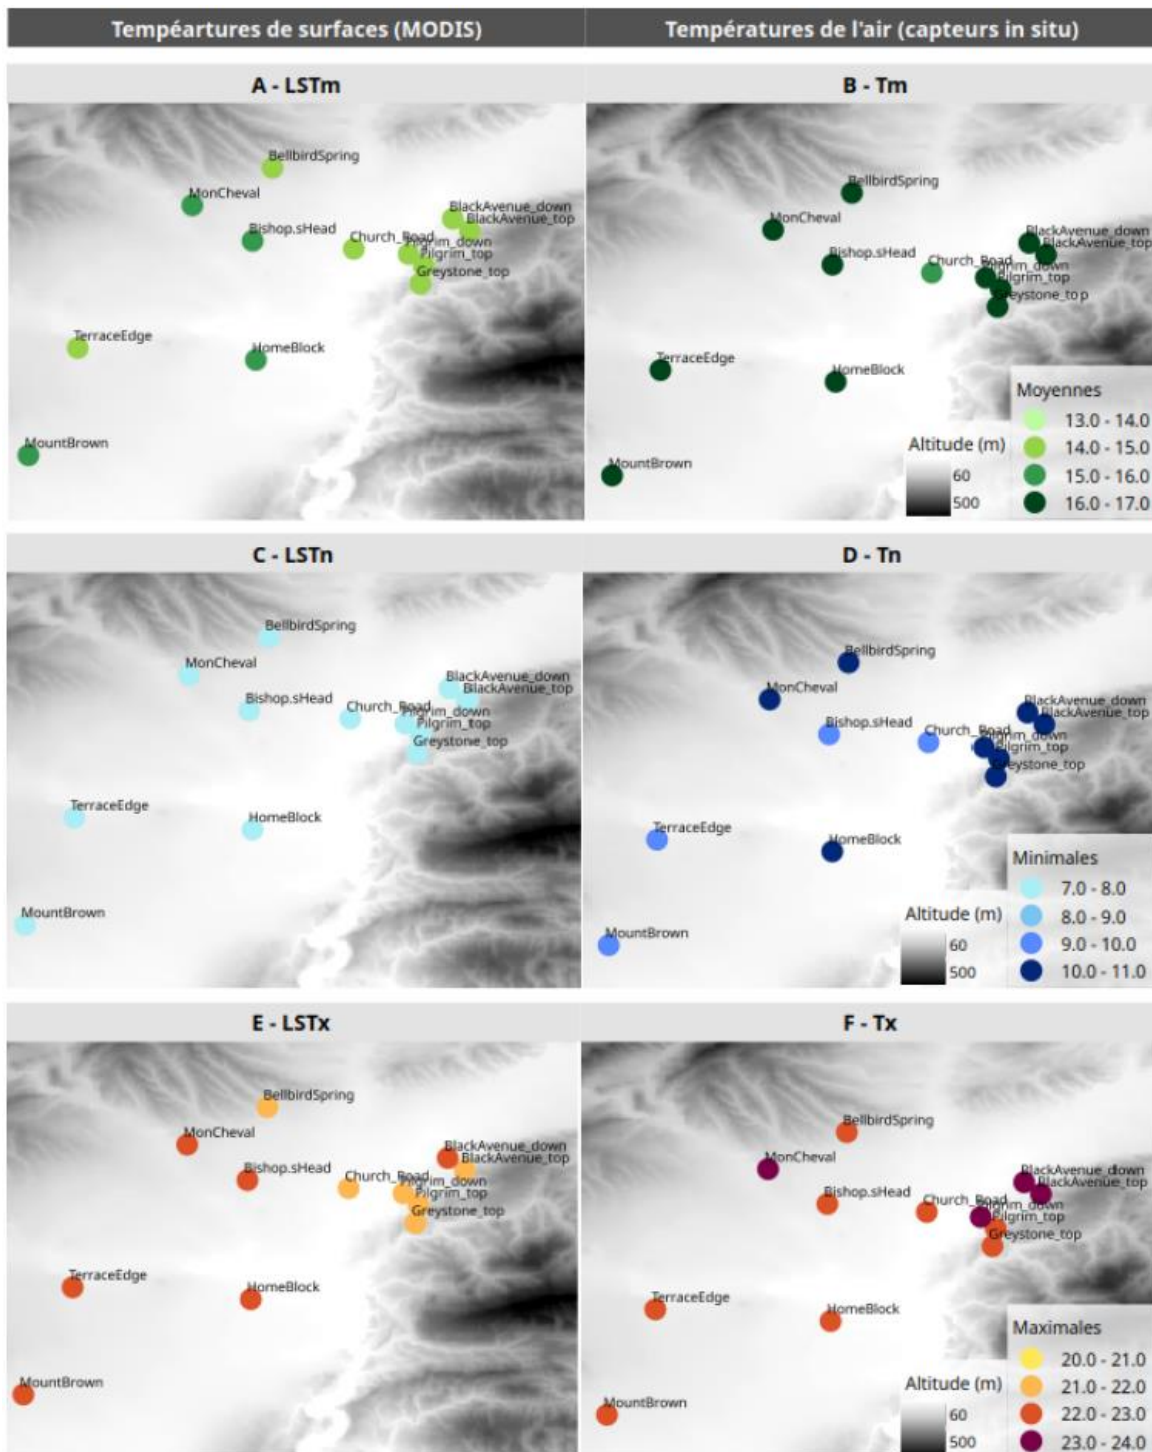 Tempéartures de surfaces (MODIS)
Températures de l'air (capteurs in situ)
A - LSTm
B - Tm
BellbirdSpring
MonCheval
BlackAvenue_down
BlackAvenue_top
Bishop.sHead
Church_Road
Pilgrim_down
Pilgrim_top
Greystone_top
TerraceEdge
HomeBlock
MountBrown
BellbirdSpring
MonCheval
BlackAvenue_down
BlackAvenue_top
Bishop.sHead
Church_Road
Pilgrim_down
Pilgrim_top
Greystone_top
TerraceEdge
HomeBlock
MountBrown
Altitude (m)
60
500
Moyennes
13.0 - 14.0
14.0 - 15.0
15.0 - 16.0
16.0 - 17.0
C - LSTn
D - Tn
BellbirdSpring
MonCheval
BlackAvenue_down
BlackAvenue_top
Bishop.sHead
Church_Road
Pilgrim_down
Pilgrim_top
Greystone_top
TerraceEdge
HomeBlock
MountBrown
BellbirdSpring
MonCheval
BlackAvenue_down
BlackAvenue_top
Bishop.sHead
Church_Road
Pilgrim_down
Pilgrim_top
Greystone_top
TerraceEdge
HomeBlock
MountBrown
Altitude (m)
60
500
Minimales
7.0 - 8.0
8.0 - 9.0
9.0 - 10.0
10.0 - 11.0
E - LSTx
F - Tx
BellbirdSpring
MonCheval
BlackAvenue_down
BlackAvenue_top
Bishop.sHead
Church_Road
Pilgrim_down
Pilgrim_top
Greystone_top
TerraceEdge
HomeBlock
MountBrown
BellbirdSpring
MonCheval
BlackAvenue_down
BlackAvenue_top
Bishop.sHead
Church_Road
Pilgrim_down
Pilgrim_top
Greystone_top
TerraceEdge
HomeBlock
MountBrown
Altitude (m)
60
500
Maximales
20.0 - 21.0
21.0 - 22.0
22.0 - 23.0
23.0 - 24.0